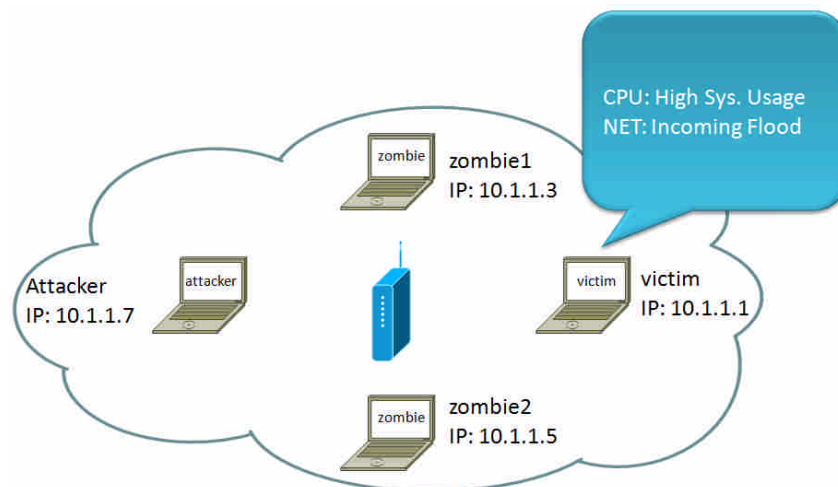 CPU: High Sys. Usage
NET: Incoming Flood
zombie
zombie1
IP: 10.1.1.3
Attacker
IP: 10.1.1.7
attacker
victim
victim
IP: 10.1.1.1
zombie
zombie2
IP: 10.1.1.5